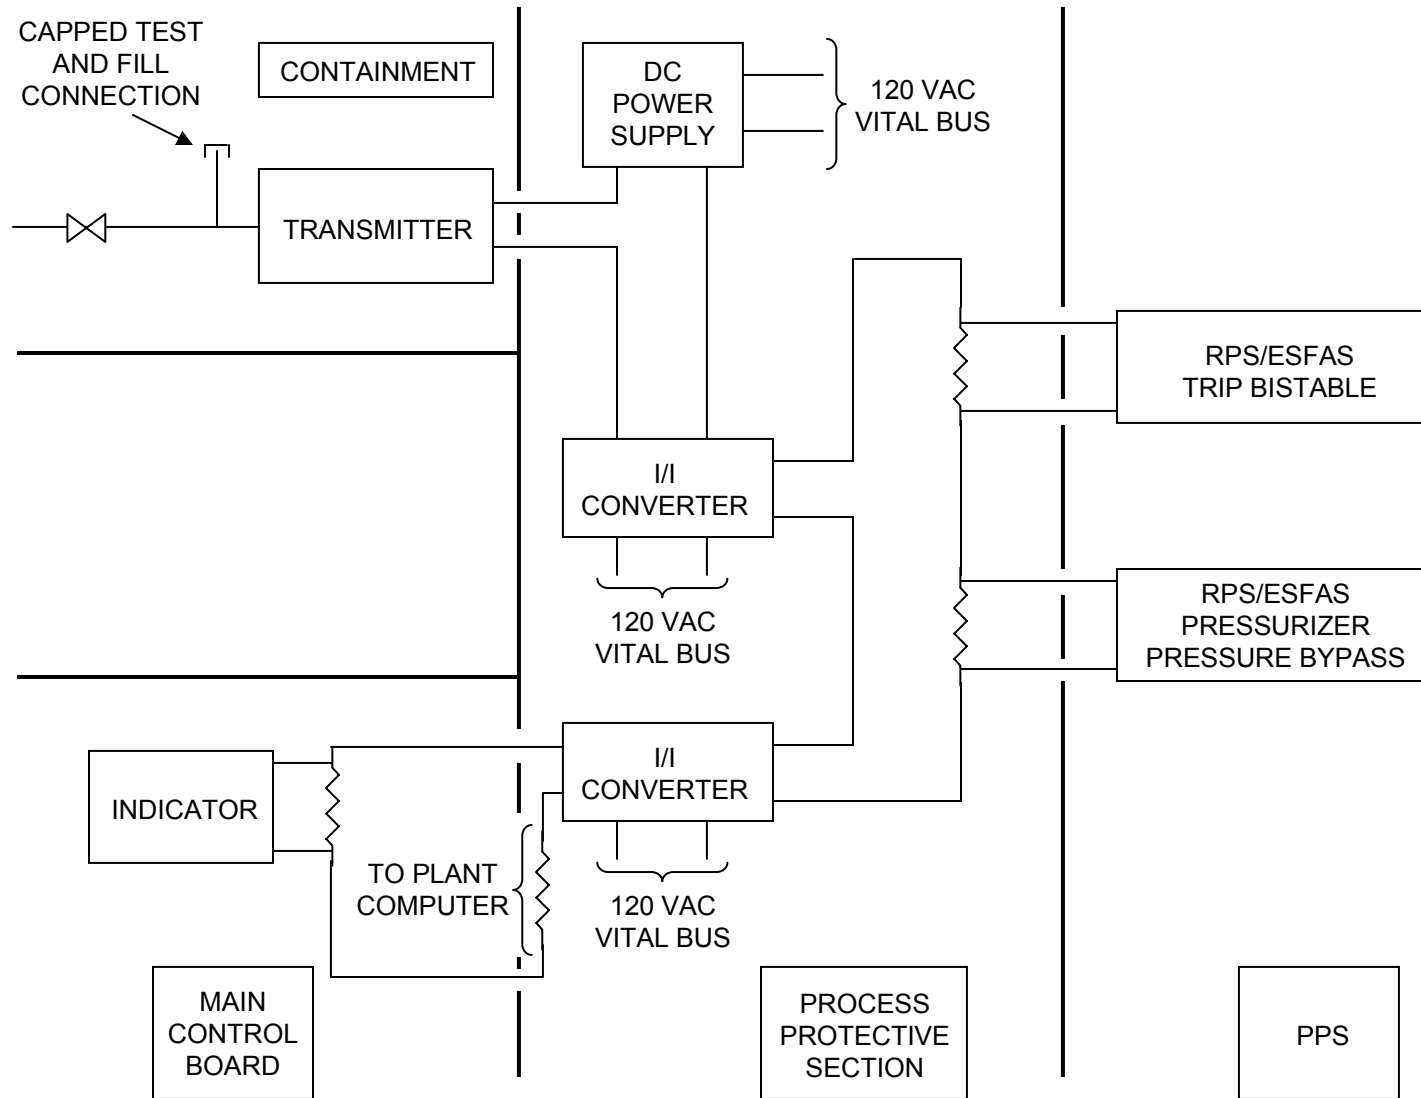 CAPPED TEST
AND FILL
CONNECTION
CONTAINMENT
DC
POWER
SUPPLY
120 VAC
VITAL BUS
TRANSMITTER
RPS/ESFAS
TRIP BISTABLE
I/I
CONVERTER
120 VAC
VITAL BUS
RPS/ESFAS
PRESSURIZER
PRESSURE BYPASS
INDICATOR
I/I
CONVERTER
TO PLANT
COMPUTER
120 VAC
VITAL BUS
MAIN
CONTROL
BOARD
PROCESS
PROTECTIVE
SECTION
PPS